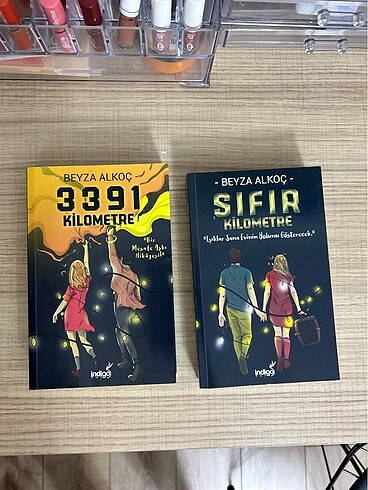 BEYZA ALKOÇ -
3391
KİLOMETRE
"Bir
Mesafe Aşkı
Hikâyesi"
indigo
- BEYZA ALKOÇ -
SIFIR
KİLOMETRE
"Işıklar Sana Evinin Yolunu Gösterecek."
indigo